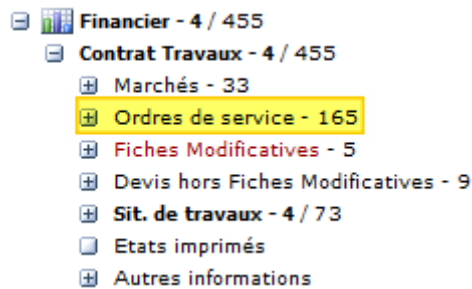 Financier - 4 / 455
Contrat Travaux - 4 / 455
Marchés - 33
Ordres de service - 165
Fiches Modificatives - 5
Devis hors Fiches Modificatives - 9
Sit. de travaux - 4 / 73
Etats imprimés
Autres informations